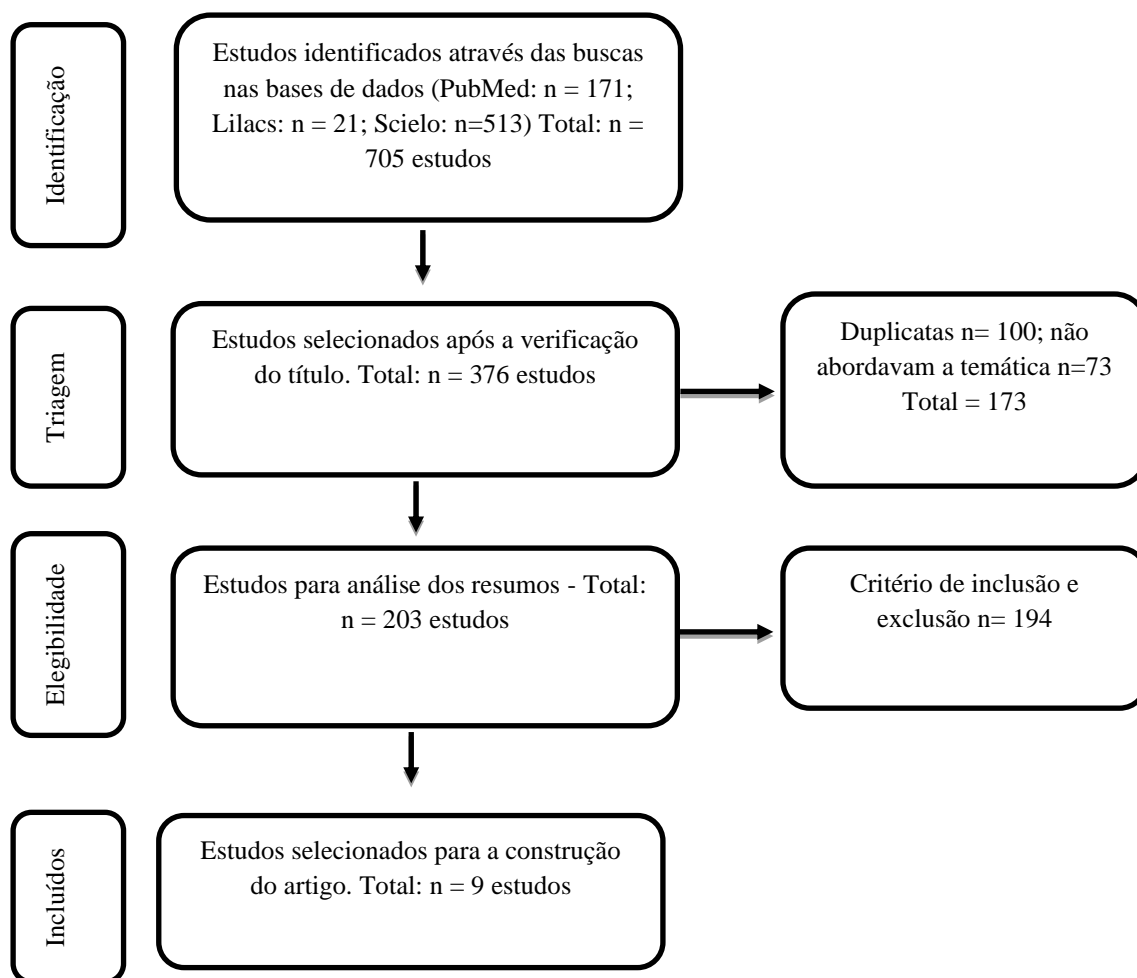 Identificação
Estudos identificados através das buscas
nas bases de dados (PubMed: n = 171;
Lilacs: n = 21; Scielo: n=513) Total: n =
705 estudos
Triagem
Estudos selecionados após a verificação
do título. Total: n = 376 estudos
Duplicatas n= 100; não
abordavam a temática n=73
Total = 173
Elegibilidade
Estudos para análise dos resumos - Total:
n = 203 estudos
Critério de inclusão e
exclusão n= 194
Incluídos
Estudos selecionados para a construção
do artigo. Total: n = 9 estudos